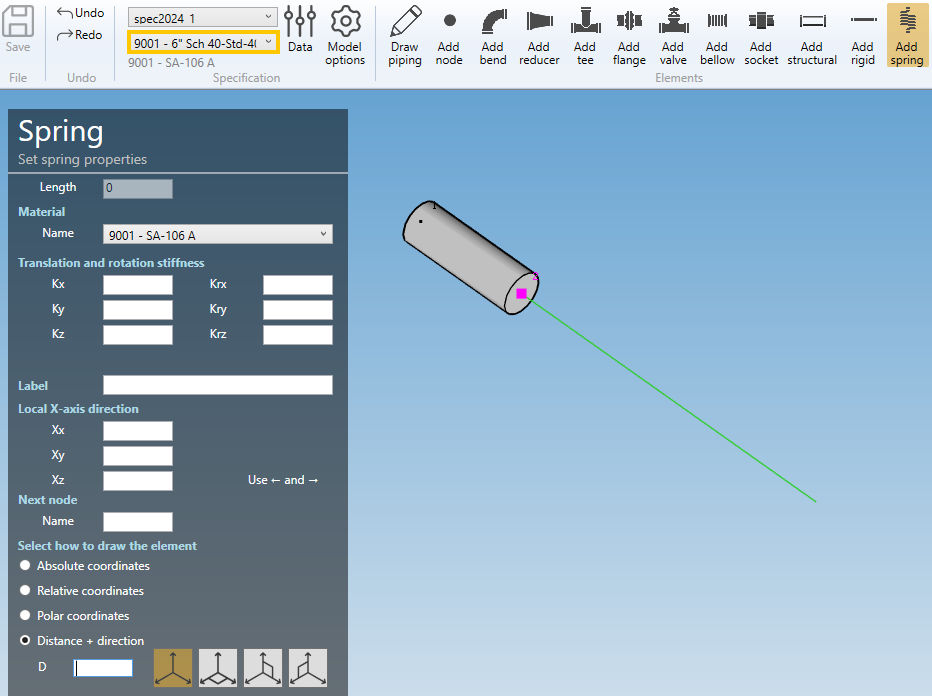 Save
File
Undo
Redo
Undo
spec2024 1
9001 - 6" Sch 40-Std-40
9001 - SA-106 A
Specification
Data
Model options
Draw piping
Add node
Add bend
Add reducer
Add tee
Add flange
Add valve
Add bellow
Add socket
Add structural
Add rigid
Add spring
Elements
Spring
Set spring properties
Length 0
Material
Name 9001 - SA-106 A
Translation and rotation stiffness
Kx Krx
Ky Kry
Kz Krz
Label
Local X-axis direction
Xx
Xy
Xz Use ← and →
Next node
Name
Select how to draw the element
Absolute coordinates
Relative coordinates
Polar coordinates
Distance + direction
D
1
2